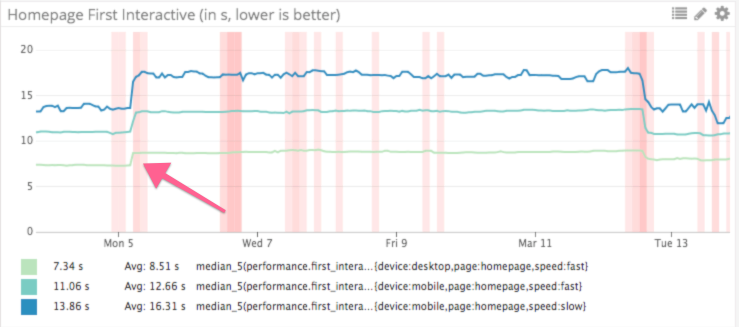 Homepage First Interactive (in s, lower is better)
20
15
10
5
0
Mon 5 Wed 7 Fri 9 Mar 11 Tue 13
7.34 s Avg: 8.51 s median_5(performance.first_intera...{device:desktop,page:homepage,speed:fast}
11.06 s Avg: 12.66 s median_5(performance.first_intera...{device:mobile,page:homepage,speed:fast}
13.86 s Avg: 16.31 s median_5(performance.first_intera...{device:mobile,page:homepage,speed:slow}